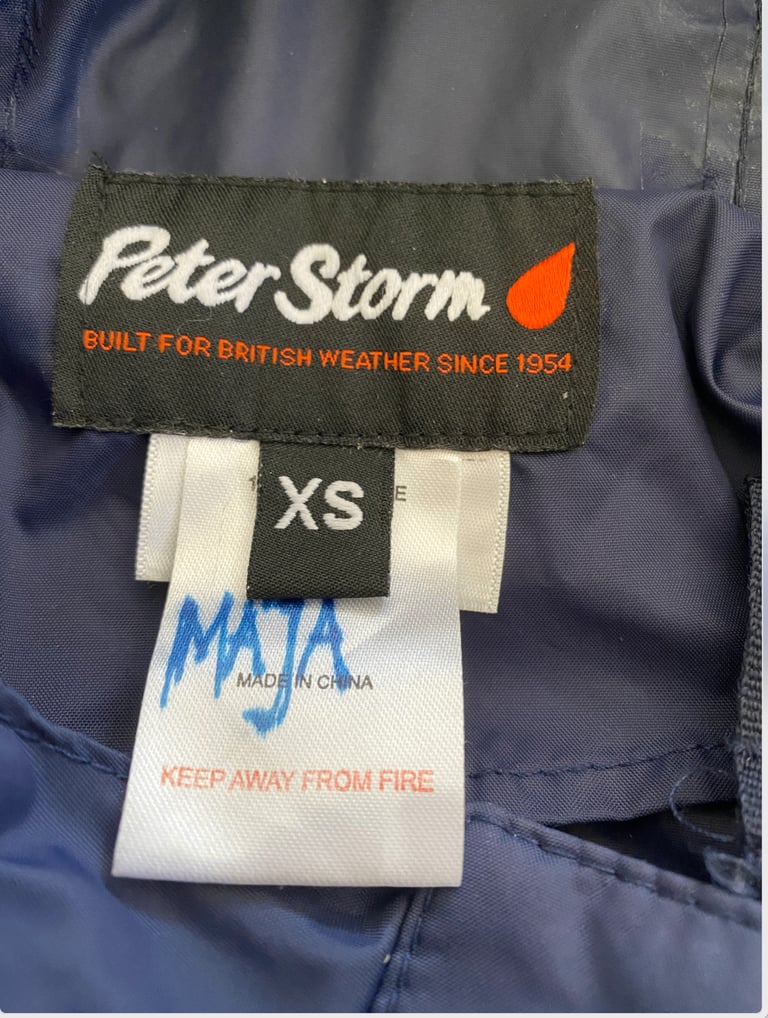 Peter Storm
BUILT FOR BRITISH WEATHER SINCE 1954
XS
E
MAJA
MADE IN CHINA
KEEP AWAY FROM FIRE